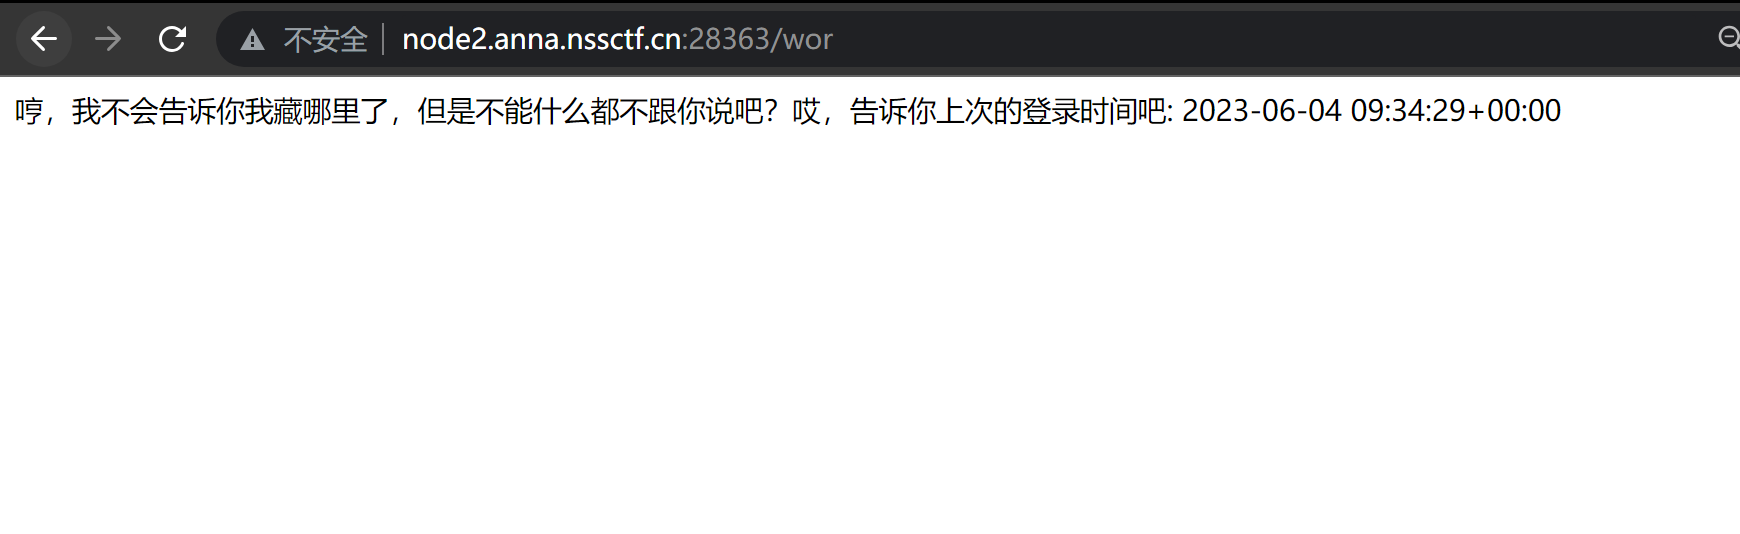 不安全 node2.anna.nssctf.cn:28363/wor
哼，我不会告诉你我藏哪里了，但是不能什么都不跟你说吧？哎，告诉你上次的登录时间吧: 2023-06-04 09:34:29+00:00